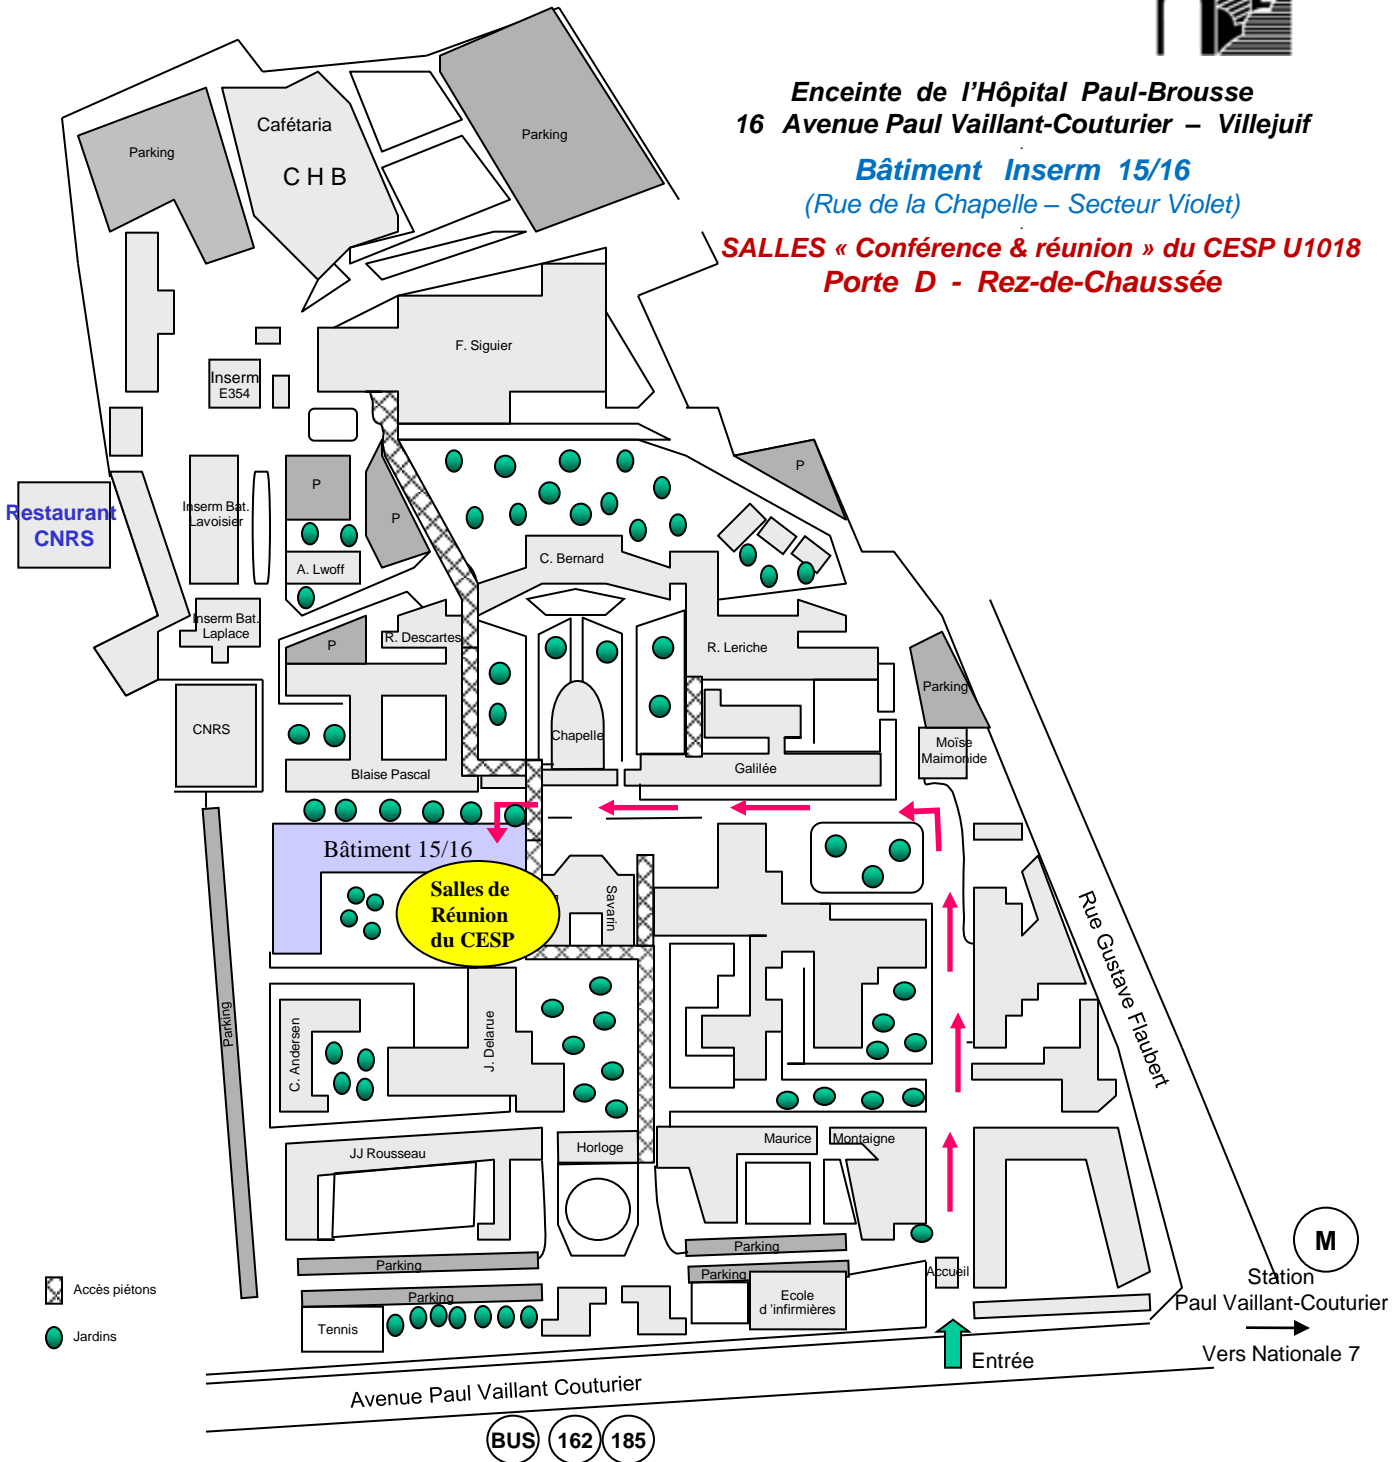 Enceinte de l’Hôpital Paul-Brousse
16 Avenue Paul Vaillant-Couturier – Villejuif
Bâtiment Inserm 15/16
(Rue de la Chapelle – Secteur Violet)
SALLES « Conférence & réunion » du CESP U1018
Porte D - Rez-de-Chaussée
Cafétaria
C H B
Parking
Parking
F. Siguier
Inserm
E354
P
P
P
Restaurant
CNRS
Inserm Bat.
Lavoisier
A. Lwoff
C. Bernard
Inserm Bat.
Laplace
P
R. Descartes
R. Leriche
Parking
CNRS
Chapelle
Moïse
Maimonide
Blaise Pascal
Galilée
Bâtiment 15/16
Salles de
Réunion
du CESP
Savarin
Rue Gustave Flaubert
Parking
C. Andersen
J. Delarue
JJ Rousseau
Horloge
Maurice
Montaigne
Parking
Parking
Parking
Parking
Accueil
Ecole
d ’infirmières
Tennis
Accès piétons
Jardins
M
Station
Paul Vaillant-Couturier
Vers Nationale 7
Entrée
Avenue Paul Vaillant Couturier
BUS
162
185